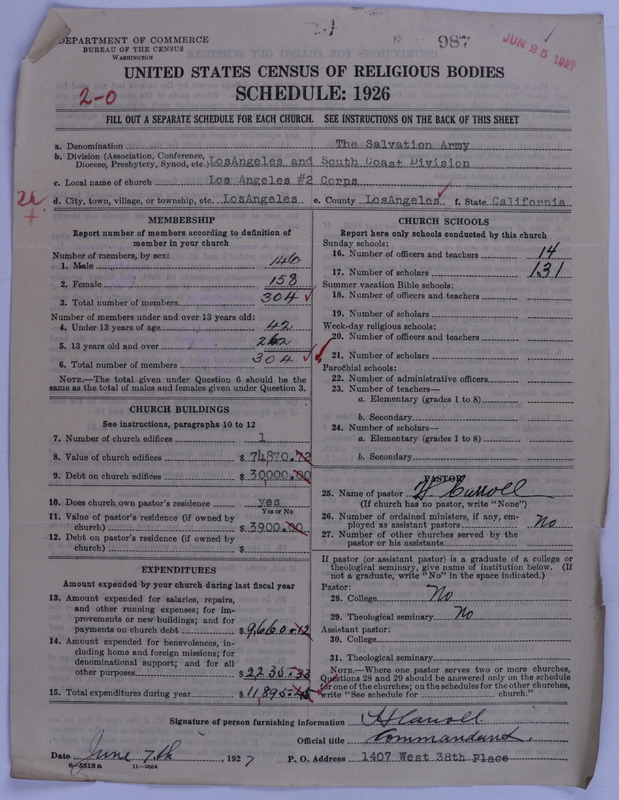 DEPARTMENT OF COMMERCE
BUREAU OF THE CENSUS
WASHINGTON
987
JUN 25 1927
1
UNITED STATES CENSUS OF RELIGIOUS BODIES
2-0
SCHEDULE: 1926
FILL OUT A SEPARATE SCHEDULE FOR EACH CHURCH. SEE INSTRUCTIONS ON THE BACK OF THIS SHEET
a. Denomination The Salvation Army
b. Division (Association, Conference, Diocese, Presbytery, Synod, etc.) LosAngeles and South Coast Division
c. Local name of church Los Angeles #2 Corps
d. City, town, village, or township, etc. LosAngeles e. County LosAngeles f. State California
MEMBERSHIP
Report number of members according to definition of
member in your church
Number of members, by sex:
1. Male 146
2. Female 158
3. Total number of members 304
Number of members under and over 13 years old:
4. Under 13 years of age 42
5. 13 years old and over 262
6. Total number of members 304
NOTE.—The total given under Question 6 should be the
same as the total of males and females given under Question 3.
CHURCH BUILDINGS
See instructions, paragraphs 10 to 12
7. Number of church edifices 1
8. Value of church edifices $ 74,870.72
9. Debt on church edifices $ 30000.00
10. Does church own pastor's residence yes
Yes or No
11. Value of pastor's residence (if owned by
church) $ 3900.00
12. Debt on pastor's residence (if owned by
church) $
EXPENDITURES
Amount expended by your church during last fiscal year
13. Amount expended for salaries, repairs,
and other running expenses; for im-
provements or new buildings; and for
payments on church debt $ 9,660.12
14. Amount expended for benevolences, in-
cluding home and foreign missions; for
denominational support; and for all
other purposes $ 2235.33
15. Total expenditures during year $ 11,895.45
CHURCH SCHOOLS
Report here only schools conducted by this church
Sunday schools:
16. Number of officers and teachers 14
17. Number of scholars 131
Summer vacation Bible schools:
18. Number of officers and teachers
19. Number of scholars
Week-day religious schools:
20. Number of officers and teachers
21. Number of scholars
Parochial schools:
22. Number of administrative officers
23. Number of teachers—
a. Elementary (grades 1 to 8)
b. Secondary
24. Number of scholars—
a. Elementary (grades 1 to 8)
b. Secondary
PASTOR
25. Name of pastor H Carroll
(If church has no pastor, write "None")
26. Number of ordained ministers, if any, em-
ployed as assistant pastors No
27. Number of other churches served by the
pastor or his assistants
If pastor (or assistant pastor) is a graduate of a college or
theological seminary, give name of institution below. (If
not a graduate, write "No" in the space indicated.)
Pastor:
28. College No
29. Theological seminary No
Assistant pastor:
30. College
31. Theological seminary
NOTE.—Where one pastor serves two or more churches,
Questions 28 and 29 should be answered only on the schedule
for one of the churches; on the schedules for the other churches,
write "See schedule for church."
Signature of person furnishing information H Carroll
Official title Commandant
Date June 7th 1927 P. O. Address 1407 West 38th Place
8-5518a 11-9664